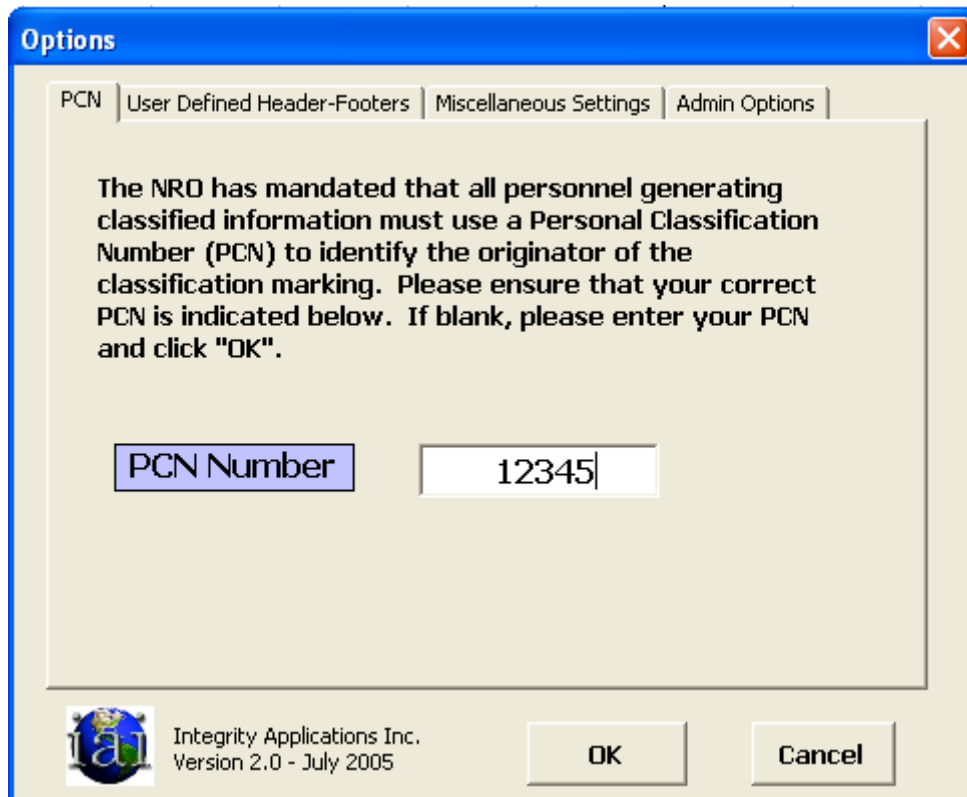 Options
PCN
User Defined Header-Footers
Miscellaneous Settings
Admin Options
The NRO has mandated that all personnel generating
classified information must use a Personal Classification
Number (PCN) to identify the originator of the
classification marking.  Please ensure that your correct
PCN is indicated below.  If blank, please enter your PCN
and click "OK".
PCN Number
12345
iai
Integrity Applications Inc.
Version 2.0 - July 2005
OK
Cancel